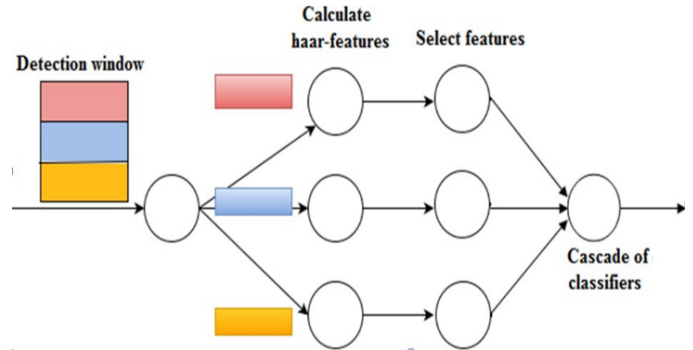 Calculate
haar-features
Select features
Detection window
Cascade of
classifiers